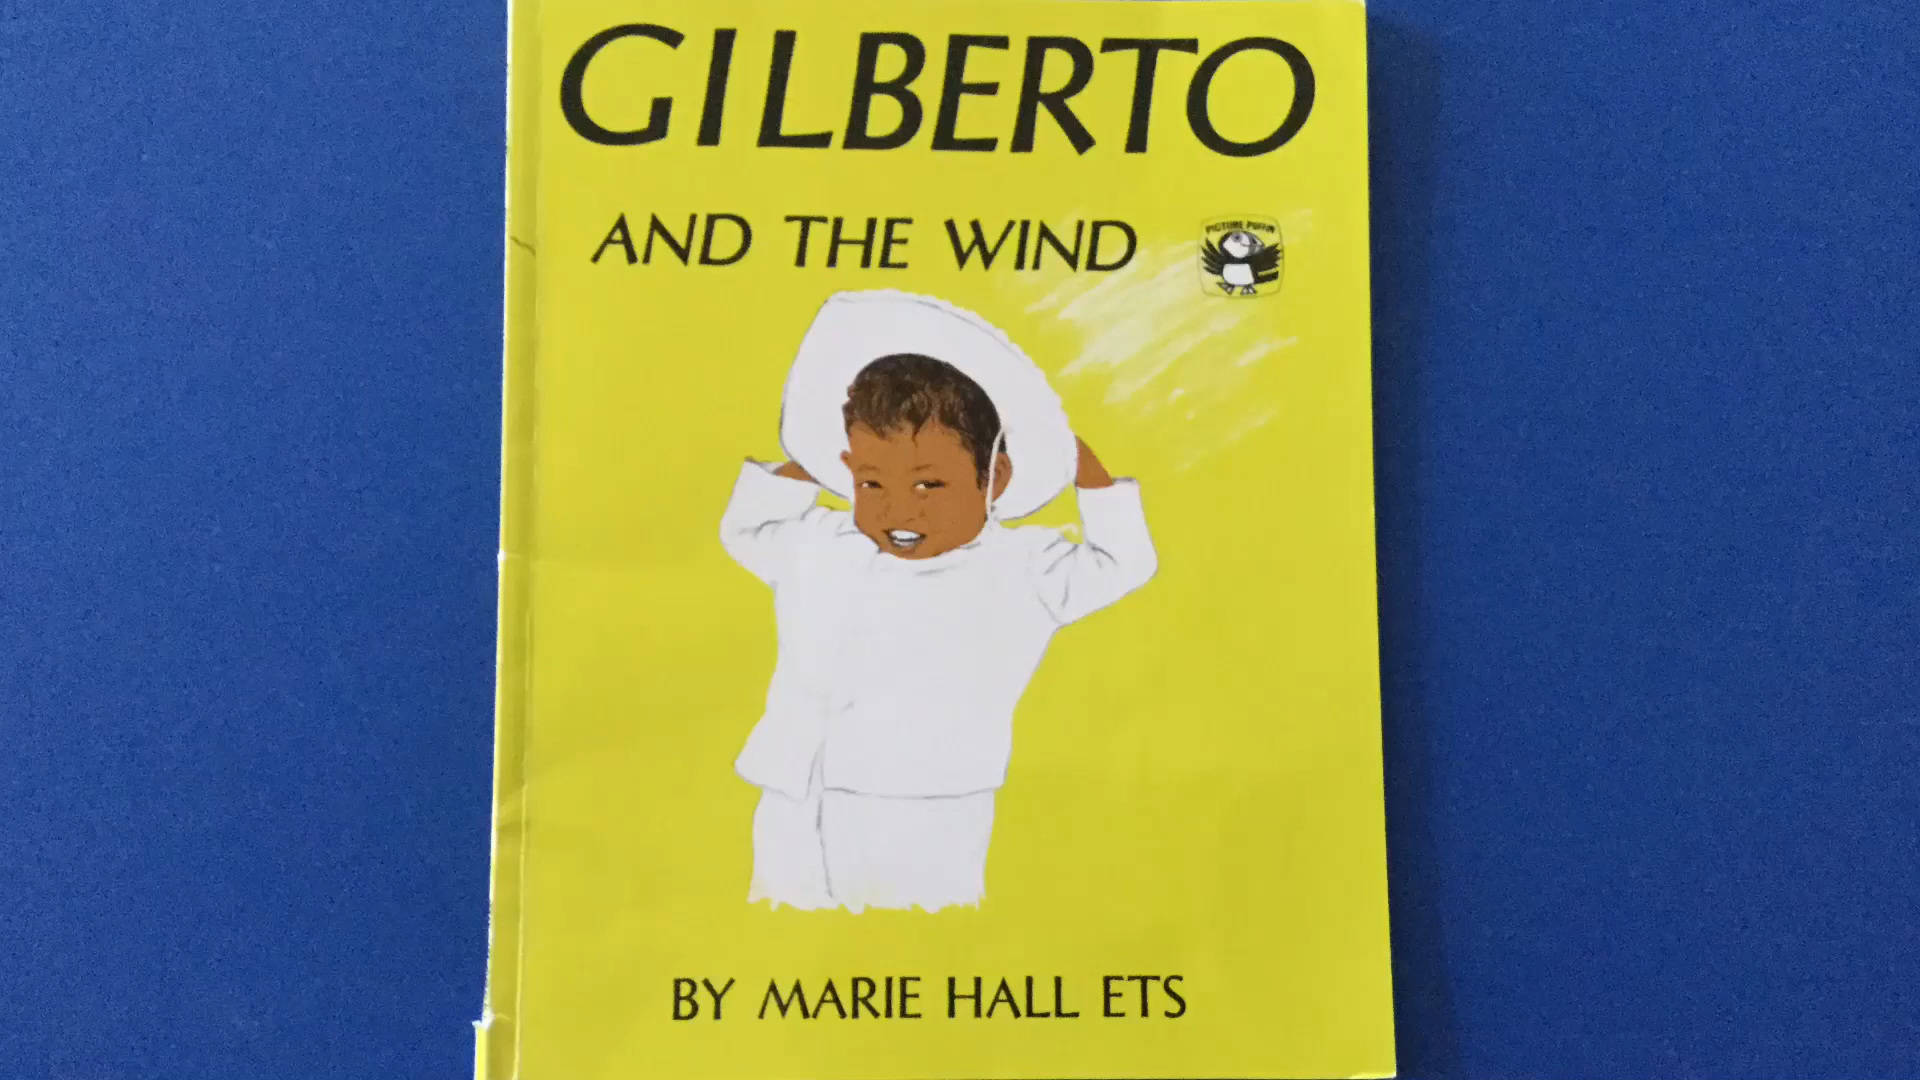 GILBERTO
AND THE WIND
PICTURE PUFFIN
BY MARIE HALL ETS